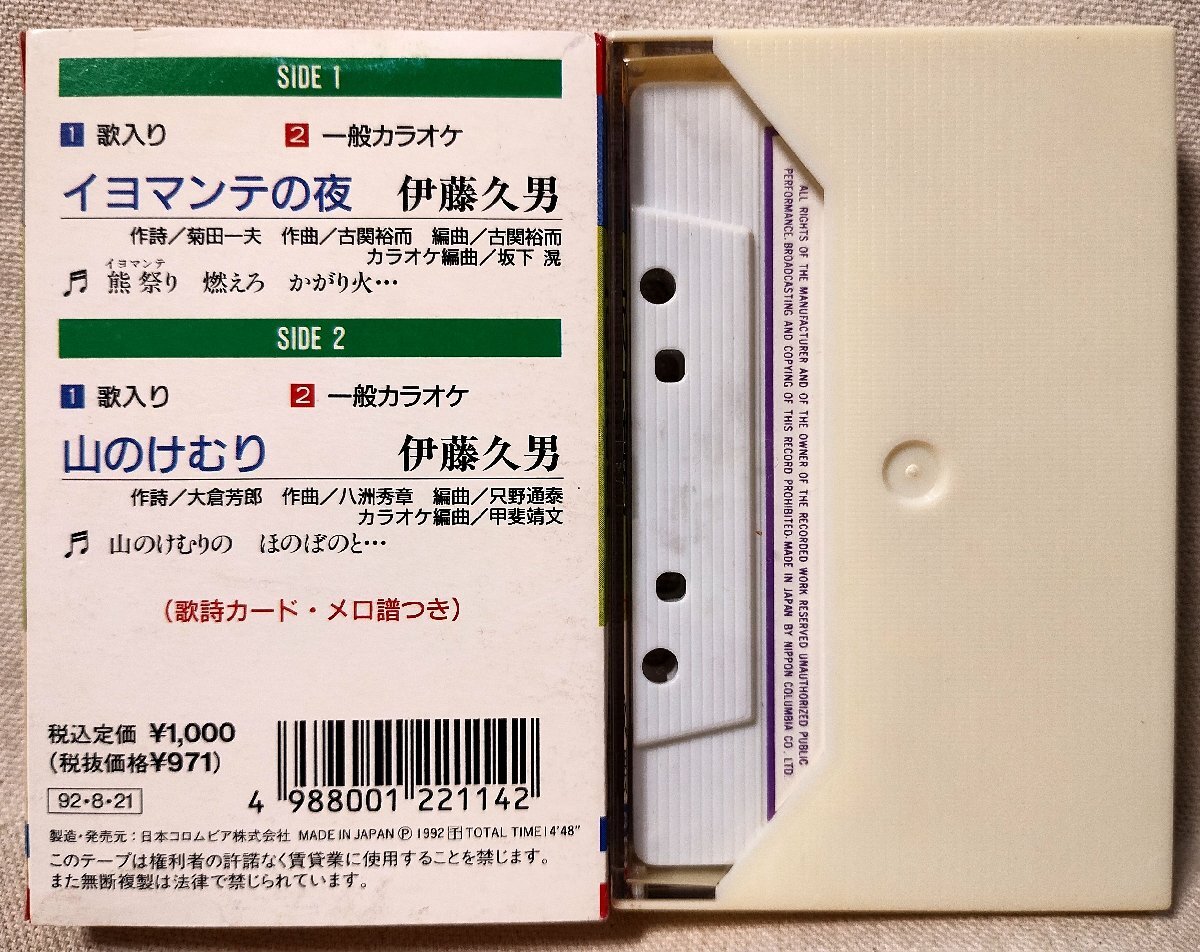 SIDE 1
1 歌入り 2 一般カラオケ
イヨマンテの夜 伊藤久男
作詩/菊田一夫 作曲/古関裕而 編曲/古関裕而
カラオケ編曲/坂下 滉
イヨマンテ
熊祭り 燃えろ かがり火…
SIDE 2
1 歌入り 2 一般カラオケ
山のけむり 伊藤久男
作詩/大倉芳郎 作曲/八洲秀章 編曲/只野通泰
カラオケ編曲/甲斐靖文
山のけむりの ほのぼのと…
(歌詩カード・メロ譜つき)
税込定価 ¥1,000
(税抜価格¥971)
92・8・21
4 988001 221142
製造・発売元:日本コロムビア株式会社 MADE IN JAPAN Ⓟ 1992 テ TOTAL TIME14'48"
このテープは権利者の許諾なく賃貸業に使用することを禁じます。
また無断複製は法律で禁じられています。
ALL RIGHTS OF THE MANUFACTURER AND OF THE OWNER OF THE RECORDED WORK RESERVED UNAUTHORIZED PUBLIC
PERFORMANCE. BROADCASTING AND COPYING OF THIS RECORD PROHIBITED. MADE IN JAPAN BY NIPPON COLUMBIA CO., LTD